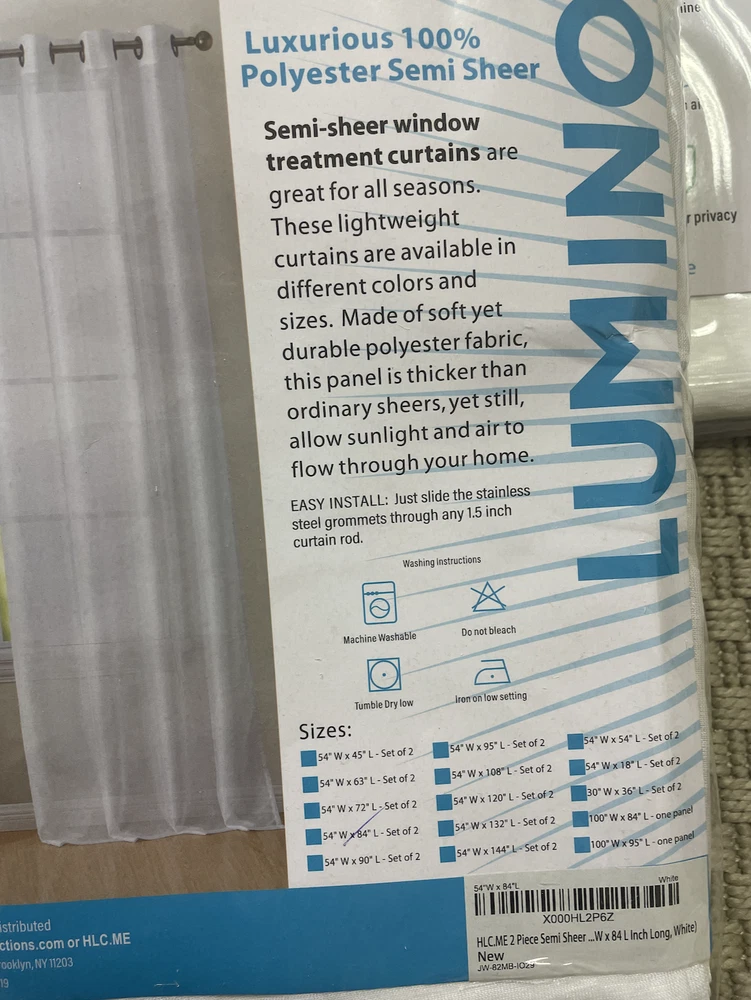 Luxurious 100%
Polyester Semi Sheer
LUMINO
Semi-sheer window
treatment curtains are
great for all seasons.
These lightweight
curtains are available in
different colors and
sizes. Made of soft yet
durable polyester fabric,
this panel is thicker than
ordinary sheers, yet still,
allow sunlight and air to
flow through your home.
EASY INSTALL: Just slide the stainless
steel grommets through any 1.5 inch
curtain rod.
Washing Instructions
Machine Washable
Do not bleach
Tumble Dry low
Iron on low setting
Sizes:
54" W x 45" L - Set of 2
54" W x 63" L - Set of 2
54" W x 72" L - Set of 2
54" W x 84" L - Set of 2
54" W x 90" L - Set of 2
54" W x 95" L - Set of 2
54" W x 108" L - Set of 2
54" W x 120" L - Set of 2
54" W x 132" L - Set of 2
54" W x 144" L - Set of 2
54" W x 54" L - Set of 2
54" W x 18" L - Set of 2
30" W x 36" L - Set of 2
100" W x 84" L - one panel
100" W x 95" L - one panel
istributed
ctions.com or HLC.ME
rooklyn, NY 11203
19
54"W x 84"L
White
X000HL2P6Z
HLC.ME 2 Piece Semi Sheer ...W x 84 L Inch Long, White)
New
JW-82MB-IO29
r privacy